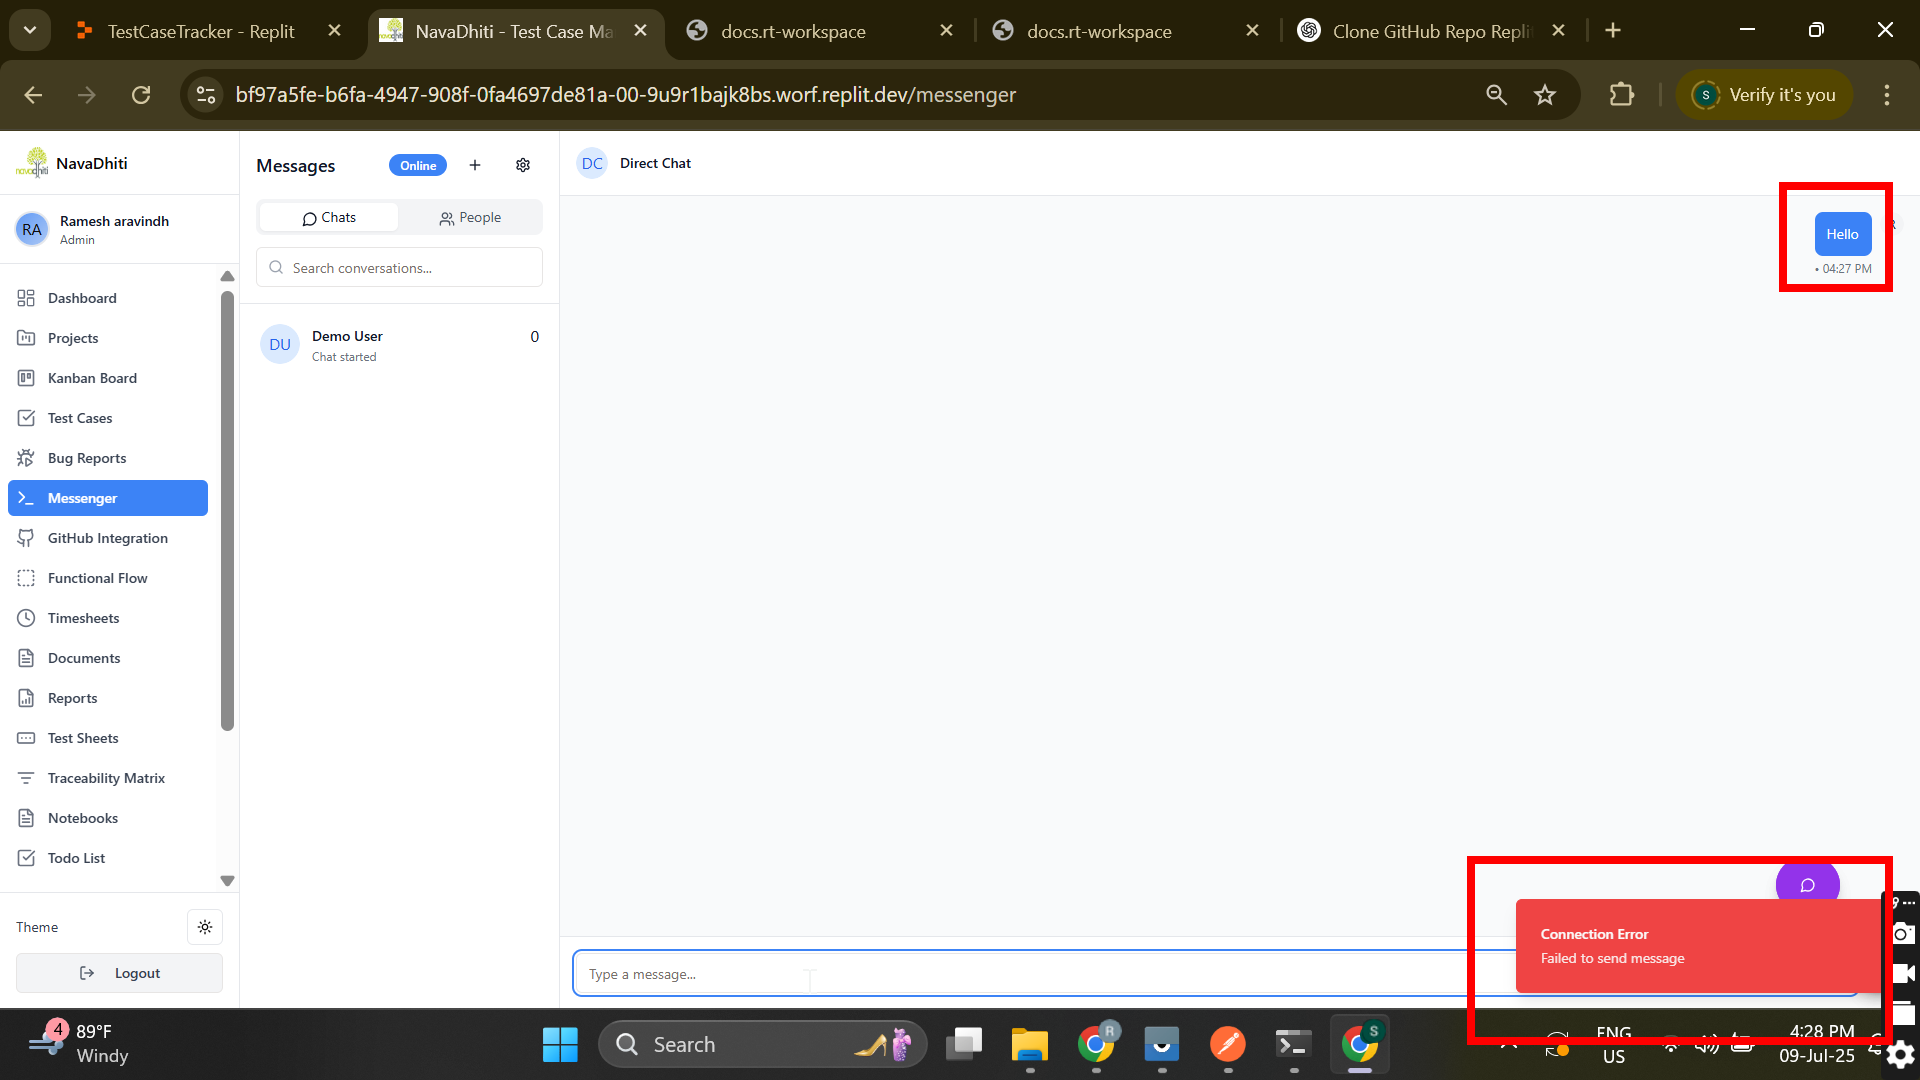 TestCaseTracker - Replit
NavaDhiti - Test Case Ma
docs.rt-workspace
docs.rt-workspace
Clone GitHub Repo Repli
bf97a5fe-b6fa-4947-908f-0fa4697de81a-00-9u9r1bajk8bs.worf.replit.dev/messenger
S
Verify it's you
NavaDhiti
Messages
Online
DC
Direct Chat
RA
Ramesh aravindh
Admin
Chats
People
Search conversations...
Hello
• 04:27 PM
DU
Demo User
0
Chat started
Dashboard
Projects
Kanban Board
Test Cases
Bug Reports
Messenger
GitHub Integration
Functional Flow
Timesheets
Documents
Reports
Test Sheets
Traceability Matrix
Notebooks
Todo List
Theme
Logout
Type a message...
Connection Error
Failed to send message
4
89°F
Windy
Search
R
S
ENG
US
4:28 PM
09-Jul-25